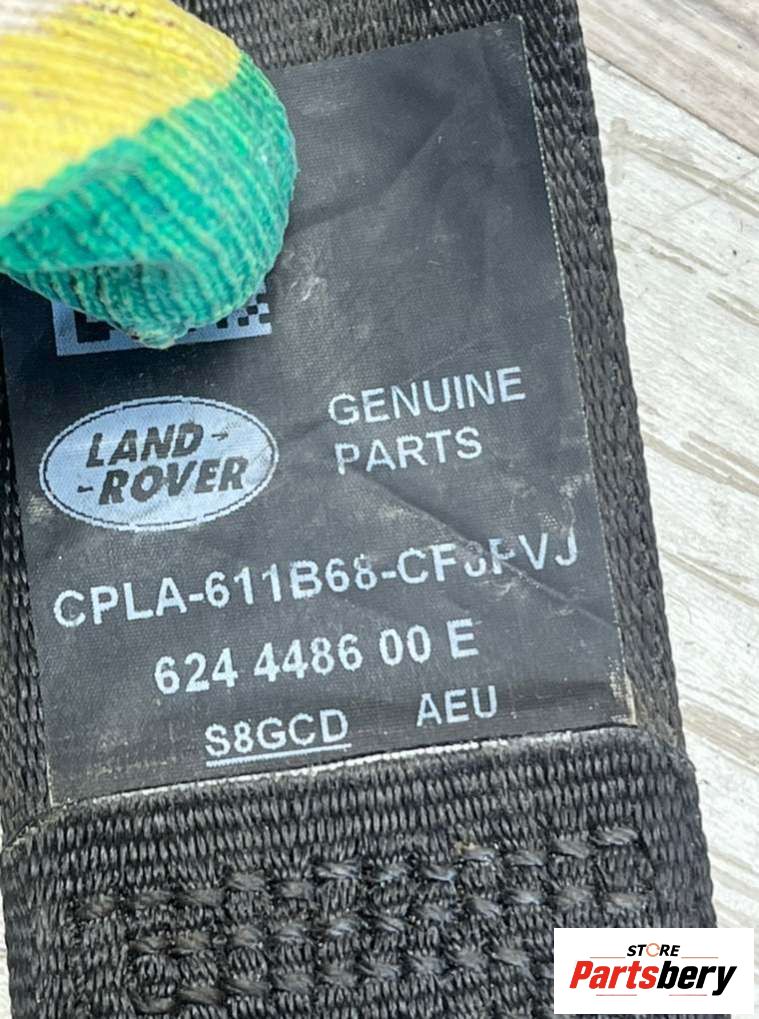 LAND-
-ROVER
GENUINE
PARTS
624 4486 00 E
S8GCD AEU
STORE
Partsbery